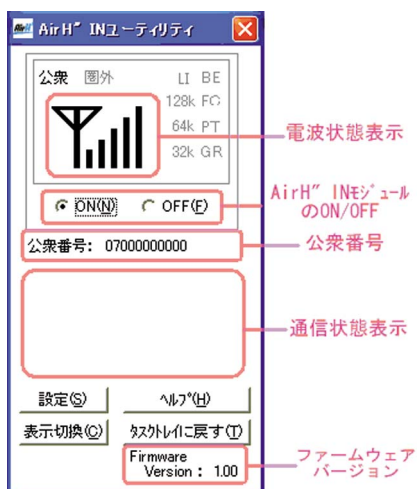 AirH" INユーティリティ
公衆 圏外 LI BE
128k FC
64k PT
32k GR
電波状態表示
ON(N) OFF(F)
AirH" INモジュール
のON/OFF
公衆番号: 07000000000
公衆番号
通信状態表示
設定(S) ヘルプ(H)
表示切換(C) タスクトレイに戻す(T)
Firmware
Version : 1.00
ファームウェア
バージョン